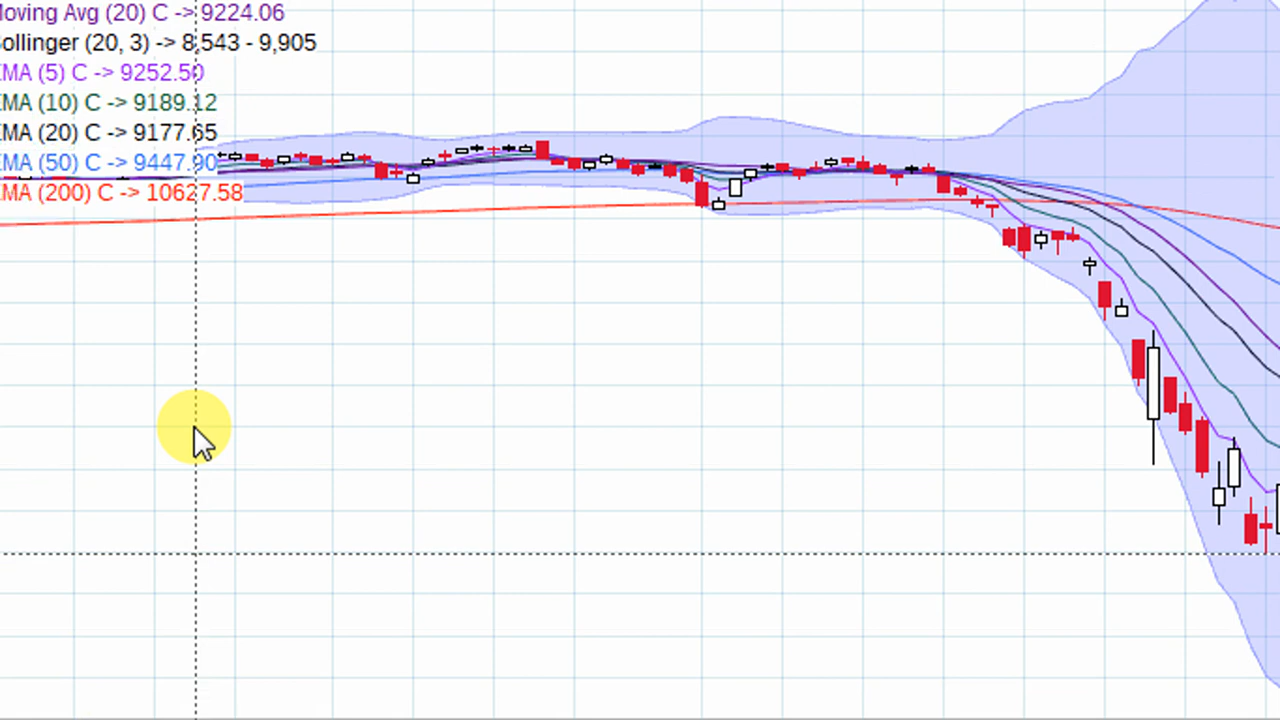 Moving Avg (20) C -> 9224.06
ollinger (20, 3) -> 8,543 - 9,905
MA (5) C -> 9252.50
MA (10) C -> 9189.12
MA (20) C -> 9177.65
MA (50) C -> 9447.90
MA (200) C -> 10627.58